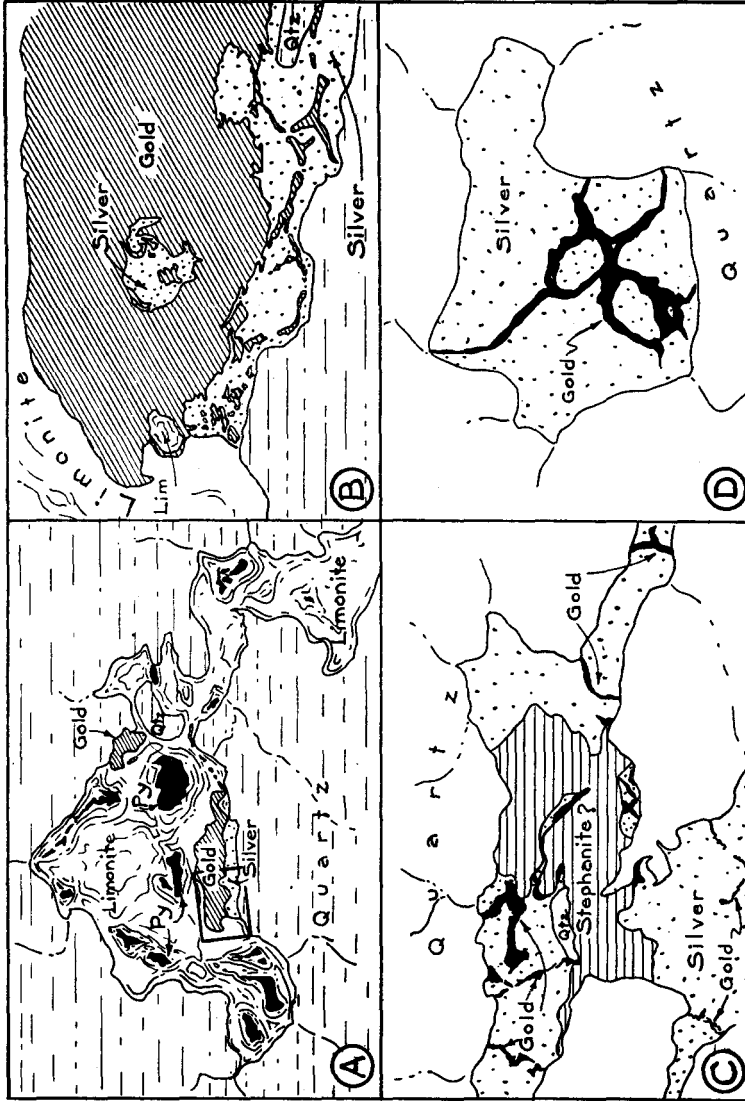 Gold
Limonite
Py
Py
Qtz
Gold
Silver
Quartz
Limonite
A
Limonite
Silver
Gold
Lim
Qtz
Silver
B
Quartz
Gold
Qtz
Stephanite?
Gold
Silver
Gold
C
Silver
Gold
Quartz
D